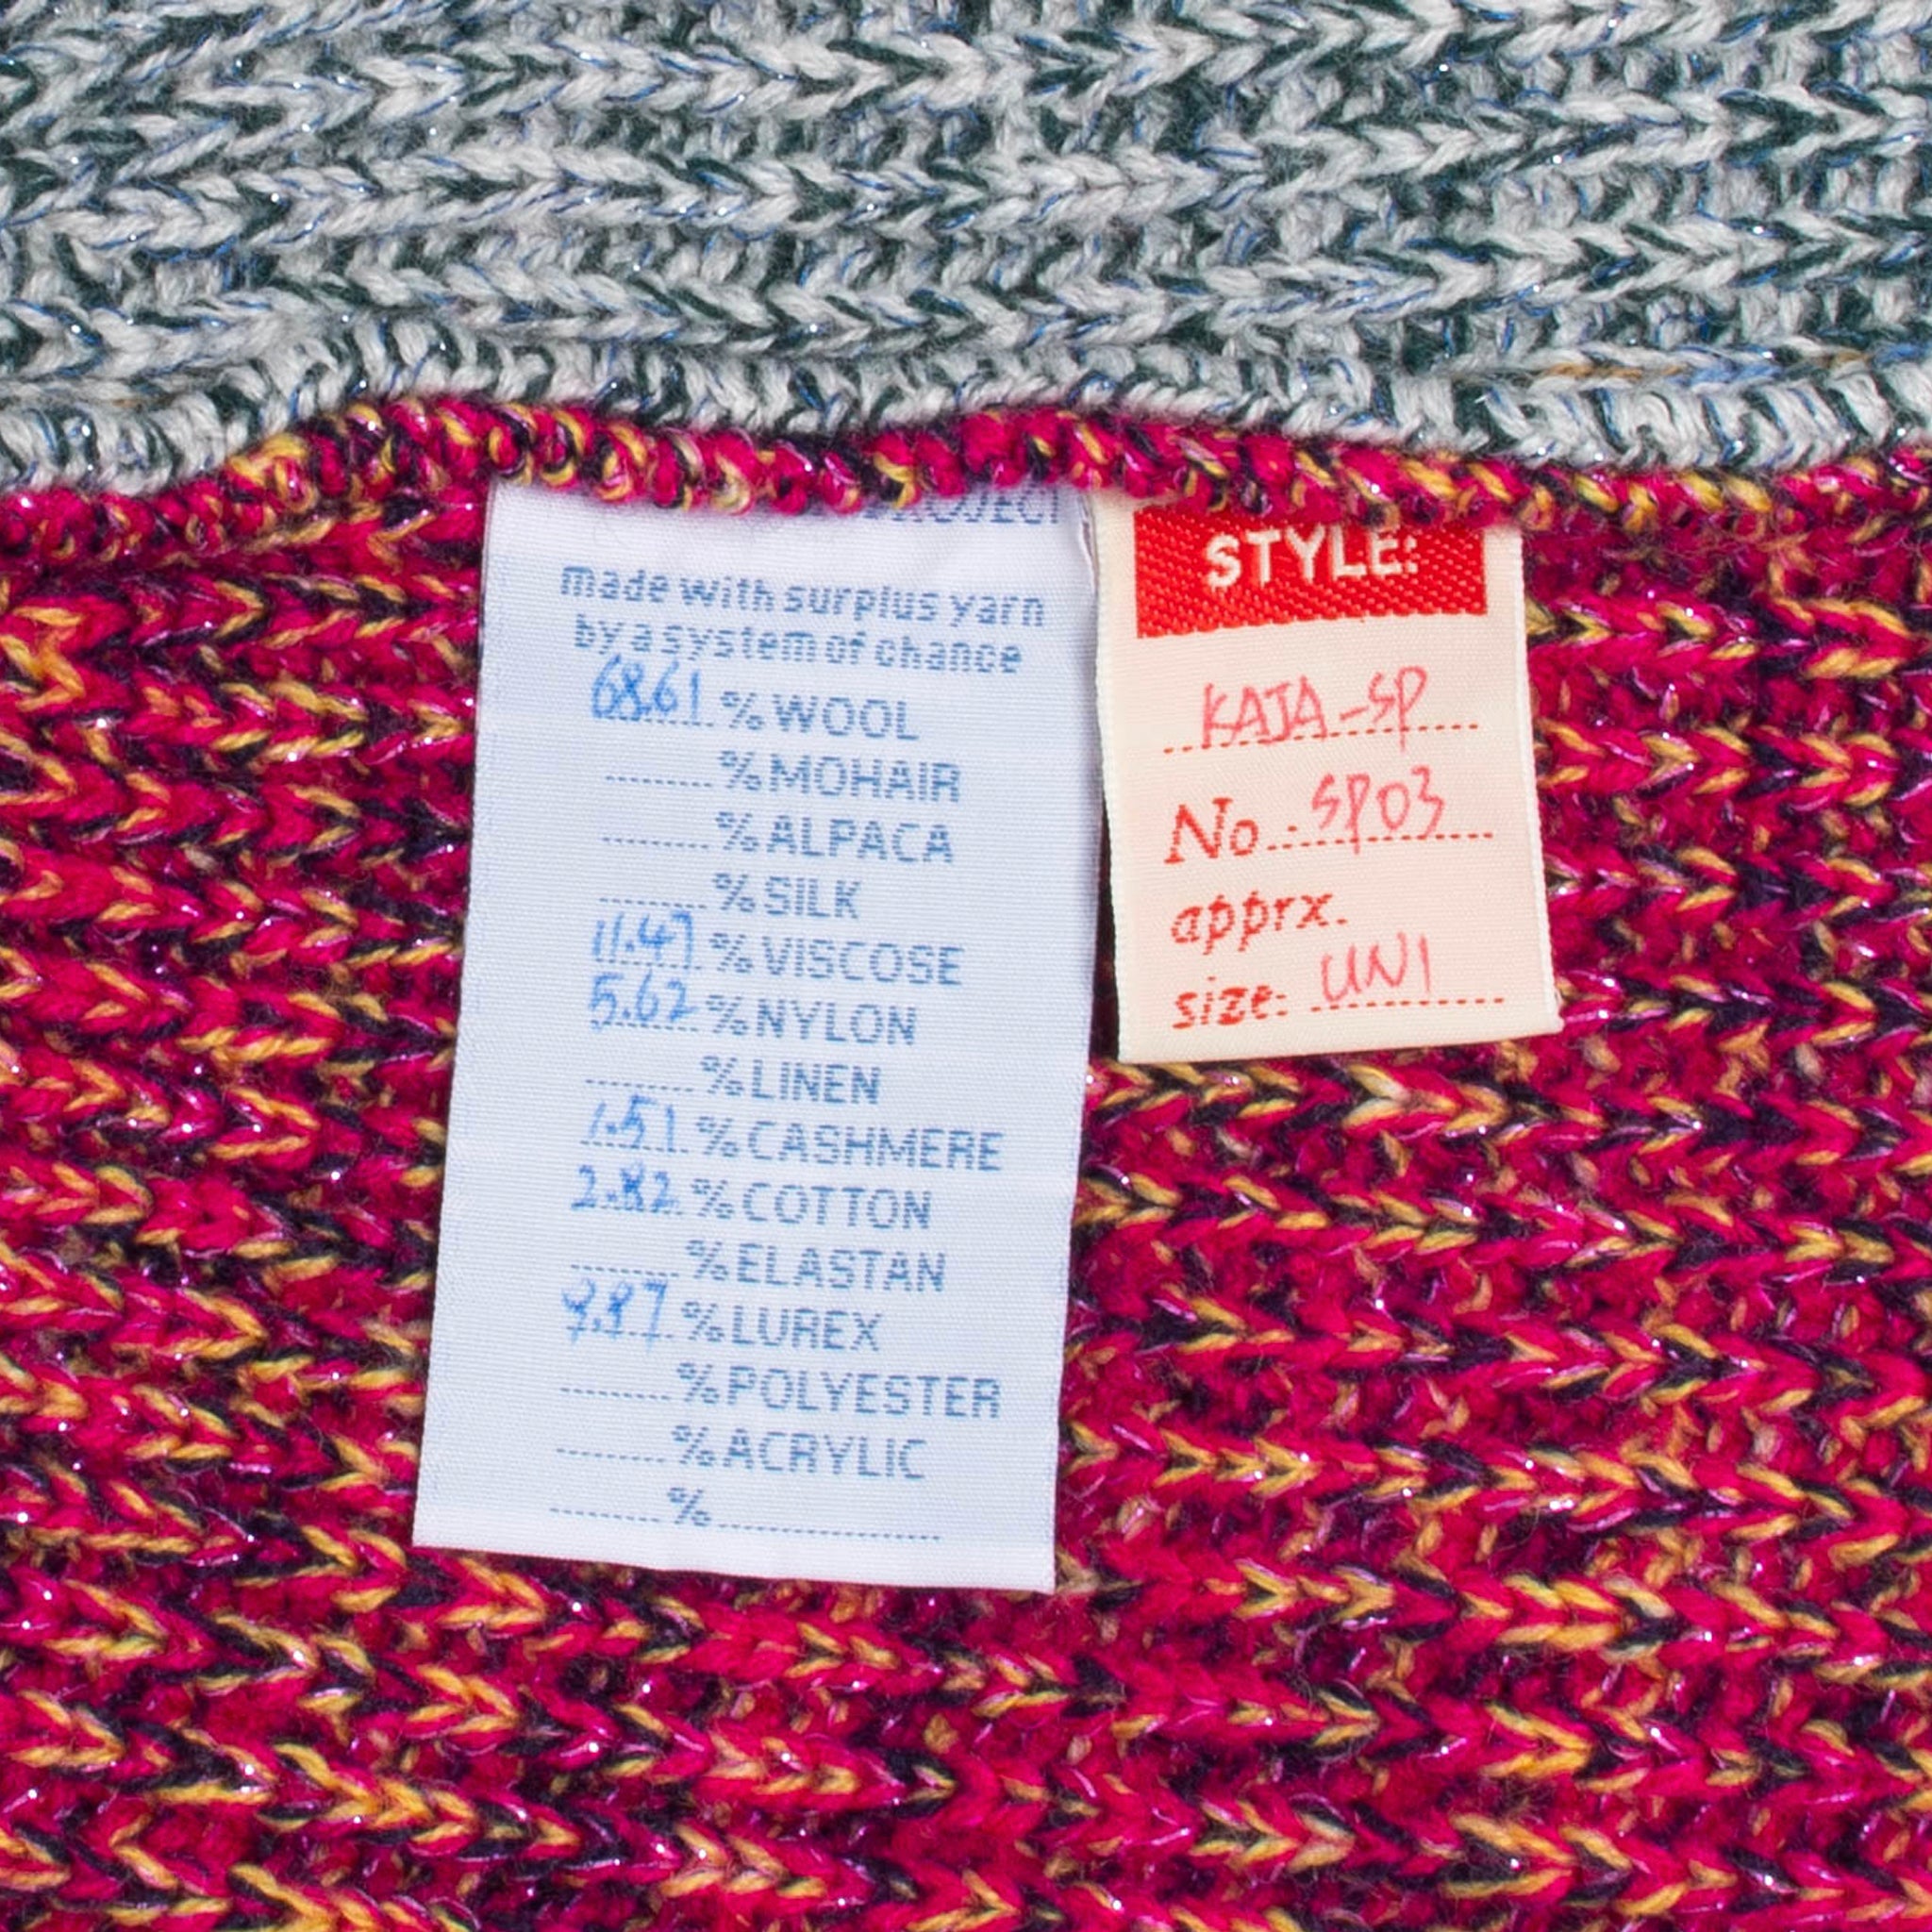 PROJECT
made with surplus yarn
by a system of chance
68.61 % WOOL
.......... % MOHAIR
.......... % ALPACA
.......... % SILK
11.47 % VISCOSE
5.62 % NYLON
.......... % LINEN
1.51 % CASHMERE
2.82 % COTTON
.......... % ELASTAN
9.97 % LUREX
.......... % POLYESTER
.......... % ACRYLIC
.......... % ....................
STYLE:
KAJA-SP
No.: SP03
apprx.
size: UNI